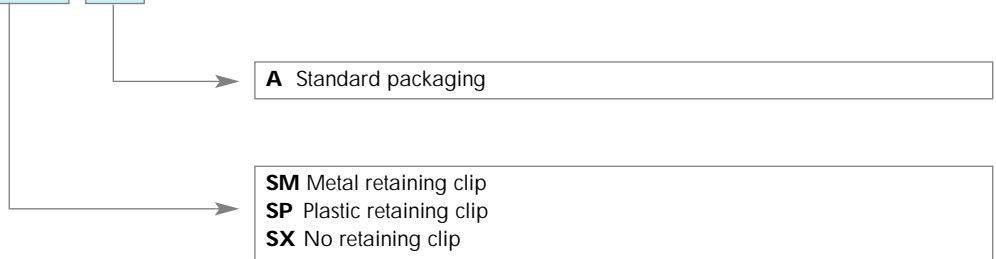 A Standard packaging
SM Metal retaining clip
SP Plastic retaining clip
SX No retaining clip